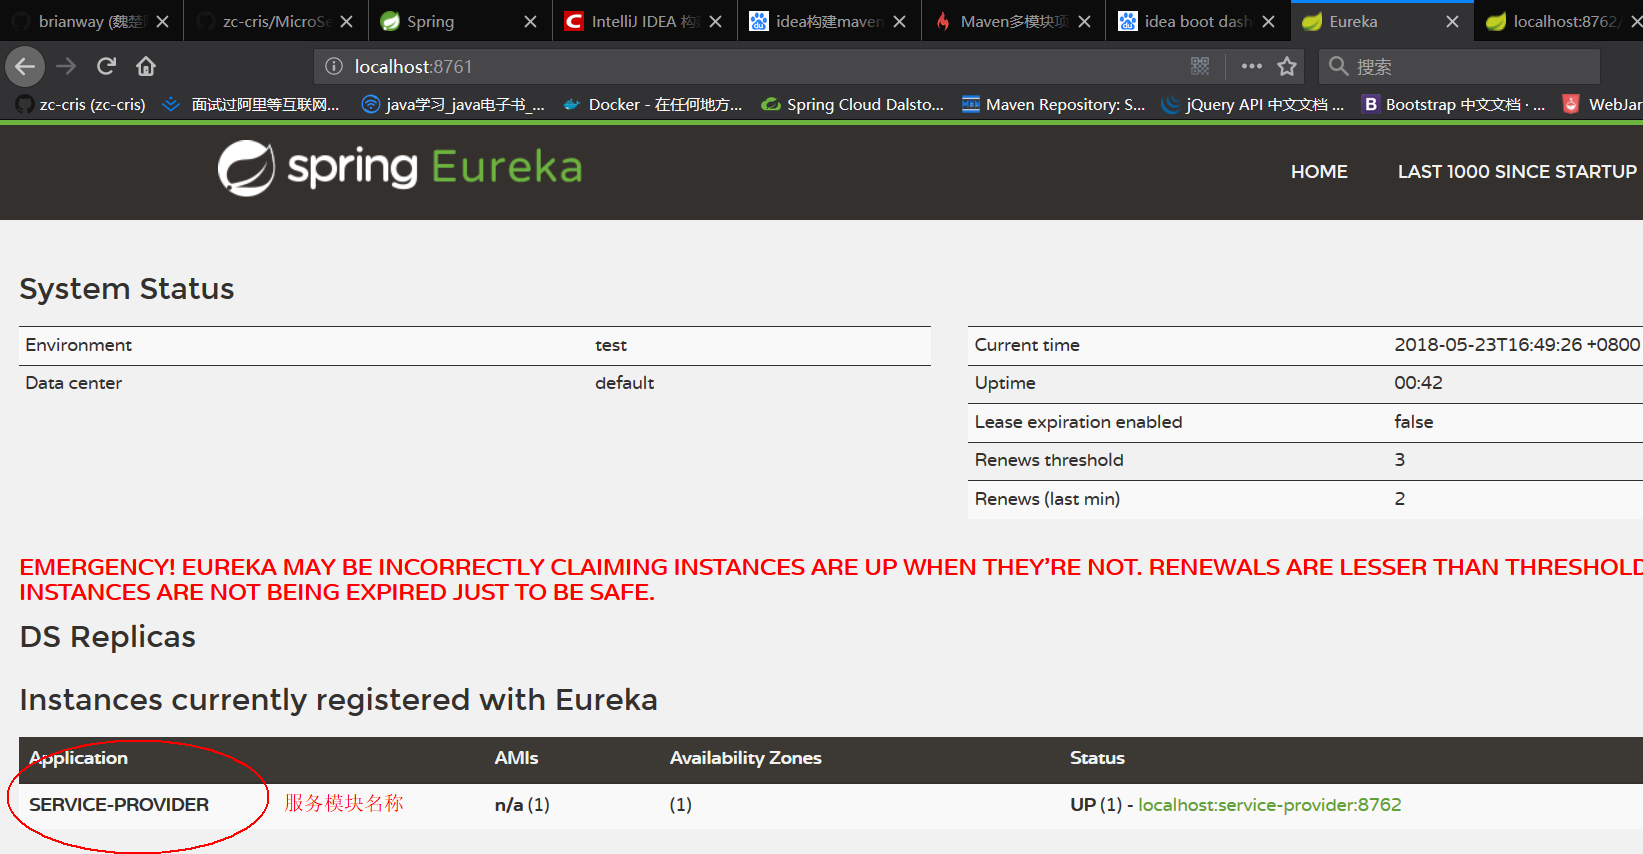 brianway (魏楚
zc-cris/MicroSe
Spring
IntelliJ IDEA 构
idea构建maven
Maven多模块项
idea boot dash
Eureka
localhost:8762/
localhost:8761
搜索
zc-cris (zc-cris)
面试过阿里等互联网...
java学习_java电子书_...
Docker - 在任何地方...
Spring Cloud Dalsto...
Maven Repository: S...
jQuery API 中文文档 ...
B Bootstrap 中文文档 · ...
WebJar
spring Eureka
HOME
LAST 1000 SINCE STARTUP
System Status
Environment test
Data center default
Current time 2018-05-23T16:49:26 +0800
Uptime 00:42
Lease expiration enabled false
Renews threshold 3
Renews (last min) 2
EMERGENCY! EUREKA MAY BE INCORRECTLY CLAIMING INSTANCES ARE UP WHEN THEY'RE NOT. RENEWALS ARE LESSER THAN THRESHOLD
INSTANCES ARE NOT BEING EXPIRED JUST TO BE SAFE.
DS Replicas
Instances currently registered with Eureka
Application AMIs Availability Zones Status
SERVICE-PROVIDER 服务模块名称 n/a (1) (1) UP (1) - localhost:service-provider:8762